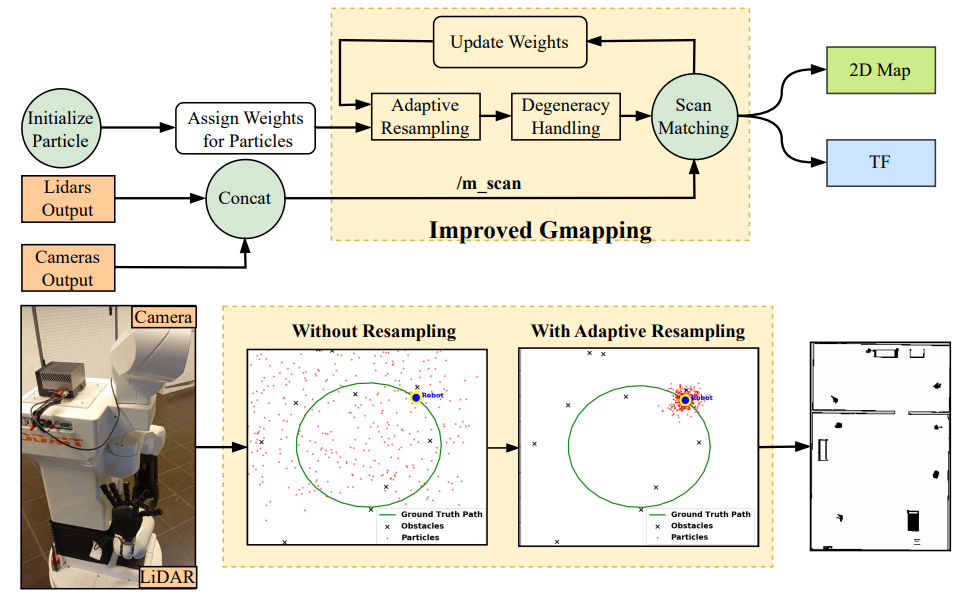 Update Weights
2D Map
Initialize
Particle
Assign Weights
for Particles
Adaptive
Resampling
Degeneracy
Handling
Scan
Matching
TF
Lidars
Output
Concat
/m_scan
Improved Gmapping
Cameras
Output
Camera
LiDAR
Without Resampling
Robot
Ground Truth Path
Obstacles
Particles
With Adaptive Resampling
Robot
Ground Truth Path
Obstacles
Particles